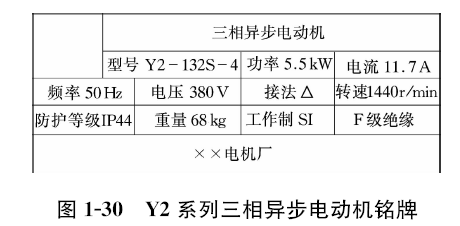 三相异步电动机
型号 Y2-132S-4 功率 5.5kW 电流 11.7A
频率 50Hz 电压 380V 接法 △ 转速1440r/min
防护等级IP44 重量 68kg 工作制 SI F 级绝缘
××电机厂
图 1-30 Y2 系列三相异步电动机铭牌